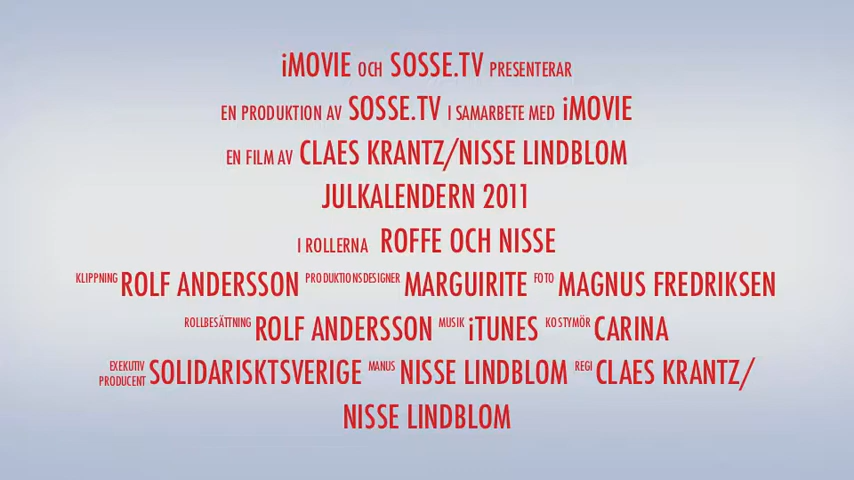 iMOVIE OCH SOSSE.TV PRESENTERAR
EN PRODUKTION AV SOSSE.TV I SAMARBETE MED iMOVIE
EN FILM AV CLAES KRANTZ/NISSE LINDBLOM
JULKALENDERN 2011
I ROLLERNA ROFFE OCH NISSE
KLIPPNING ROLF ANDERSSON PRODUKTIONSDESIGNER MARGUIRITE FOTO MAGNUS FREDRIKSEN
ROLLBESÄTTNING ROLF ANDERSSON MUSIK iTUNES KOSTYMÖR CARINA
EXEKUTIV PRODUCENT SOLIDARISKTSVERIGE MANUS NISSE LINDBLOM REGI CLAES KRANTZ/
NISSE LINDBLOM